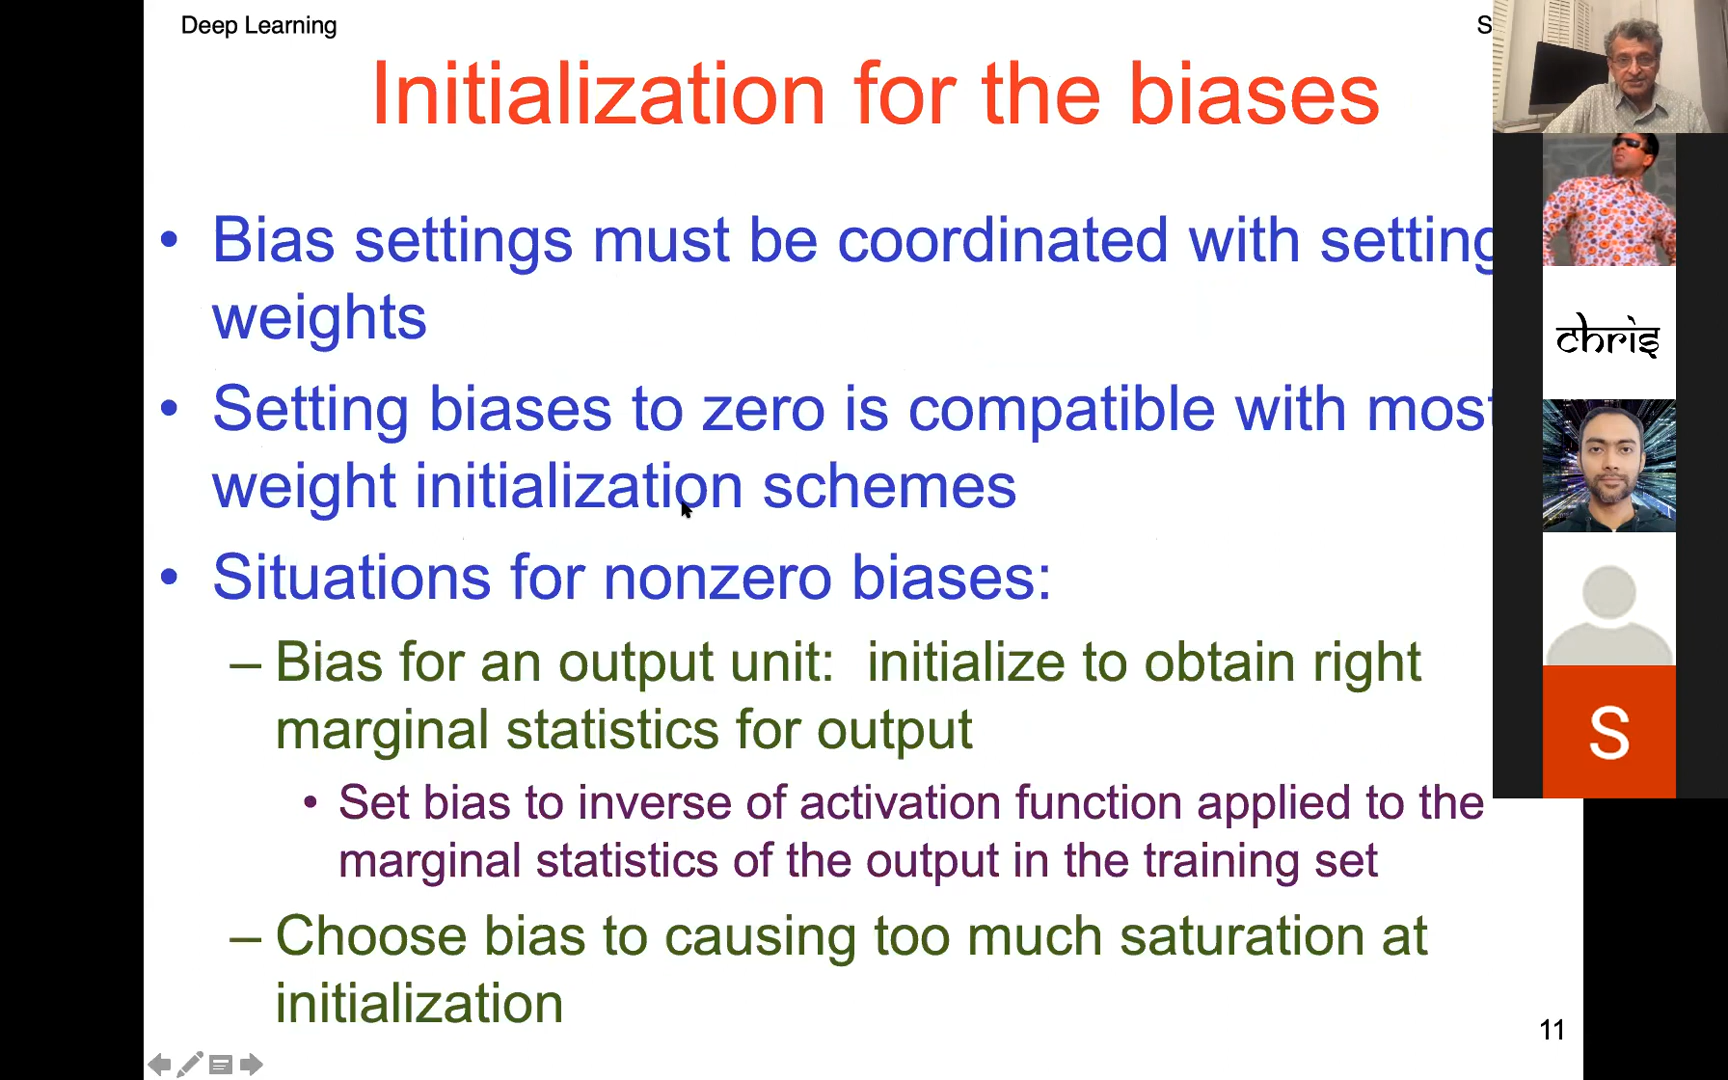 Deep Learning
S
Initialization for the biases
• Bias settings must be coordinated with setting
weights
• Setting biases to zero is compatible with most
weight initialization schemes
• Situations for nonzero biases:
– Bias for an output unit: initialize to obtain right
marginal statistics for output
• Set bias to inverse of activation function applied to the
marginal statistics of the output in the training set
– Choose bias to causing too much saturation at
initialization
11
chris
S